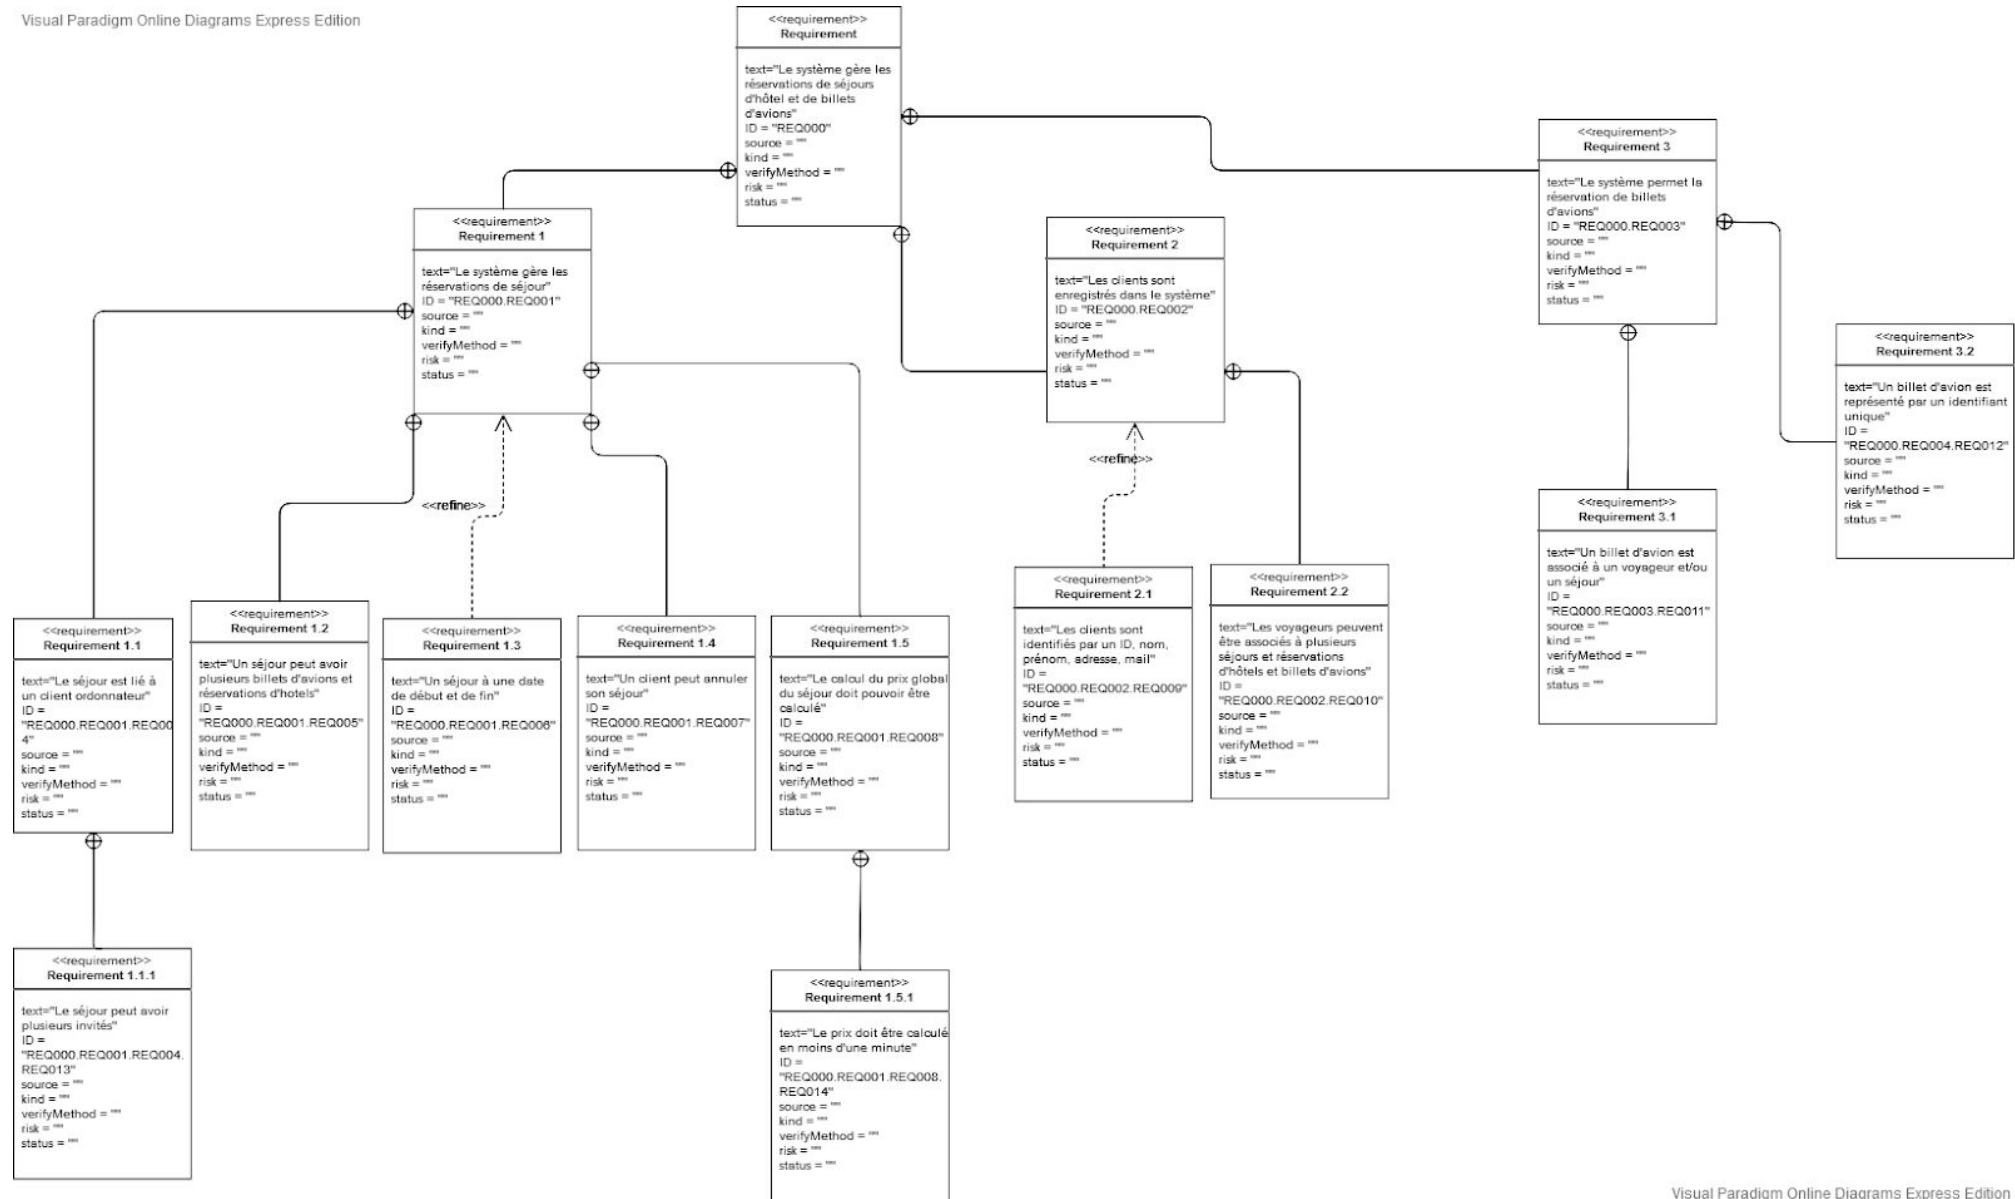 Visual Paradigm Online Diagrams Express Edition
<<requirement>>
Requirement
text="Le système gère les
réservations de séjours
d'hôtel et de billets
d'avions"
ID = "REQ000"
source = ""
kind = ""
verifyMethod = ""
risk = ""
status = ""
<<requirement>>
Requirement 1
text="Le système gère les
réservations de séjour"
ID = "REQ000.REQ001"
source = ""
kind = ""
verifyMethod = ""
risk = ""
status = ""
<<requirement>>
Requirement 2
text="Les clients sont
enregistrés dans le système"
ID = "REQ000.REQ002"
source = ""
kind = ""
verifyMethod = ""
risk = ""
status = ""
<<requirement>>
Requirement 3
text="Le système permet la
réservation de billets
d'avions"
ID = "REQ000.REQ003"
source = ""
kind = ""
verifyMethod = ""
risk = ""
status = ""
<<requirement>>
Requirement 3.2
text="Un billet d'avion est
représenté par un identifiant
unique"
ID =
"REQ000.REQ004.REQ012"
source = ""
kind = ""
verifyMethod = ""
risk = ""
status = ""
<<refine>>
<<refine>>
<<requirement>>
Requirement 3.1
text="Un billet d'avion est
associé à un voyageur et/ou
un séjour"
ID =
"REQ000.REQ003.REQ011"
source = ""
kind = ""
verifyMethod = ""
risk = ""
status = ""
<<requirement>>
Requirement 1.1
text="Le séjour est lié à
un client ordonnateur"
ID =
"REQ000.REQ001.REQ00
4"
source = ""
kind = ""
verifyMethod = ""
risk = ""
status = ""
<<requirement>>
Requirement 1.2
text="Un séjour peut avoir
plusieurs billets d'avions et
réservations d'hotels"
ID =
"REQ000.REQ001.REQ005"
source = ""
kind = ""
verifyMethod = ""
risk = ""
status = ""
<<requirement>>
Requirement 1.3
text="Un séjour à une date
de début et de fin"
ID =
"REQ000.REQ001.REQ006"
source = ""
kind = ""
verifyMethod = ""
risk = ""
status = ""
<<requirement>>
Requirement 1.4
text="Un client peut annuler
son séjour"
ID =
"REQ000.REQ001.REQ007"
source = ""
kind = ""
verifyMethod = ""
risk = ""
status = ""
<<requirement>>
Requirement 1.5
text="Le calcul du prix global
du séjour doit pouvoir être
calculé"
ID =
"REQ000.REQ001.REQ008"
source = ""
kind = ""
verifyMethod = ""
risk = ""
status = ""
<<requirement>>
Requirement 2.1
text="Les clients sont
identifiés par un ID, nom,
prénom, adresse, mail"
ID =
"REQ000.REQ002.REQ009"
source = ""
kind = ""
verifyMethod = ""
risk = ""
status = ""
<<requirement>>
Requirement 2.2
text="Les voyageurs peuvent
être associés à plusieurs
séjours et réservations
d'hôtels et billets d'avions"
ID =
"REQ000.REQ002.REQ010"
source = ""
kind = ""
verifyMethod = ""
risk = ""
status = ""
<<requirement>>
Requirement 1.1.1
text="Le séjour peut avoir
plusieurs invités"
ID =
"REQ000.REQ001.REQ004.
REQ013"
source = ""
kind = ""
verifyMethod = ""
risk = ""
status = ""
<<requirement>>
Requirement 1.5.1
text="Le prix doit être calculé
en moins d'une minute"
ID =
"REQ000.REQ001.REQ008.
REQ014"
source = ""
kind = ""
verifyMethod = ""
risk = ""
status = ""
Visual Paradigm Online Diagrams Express Edition